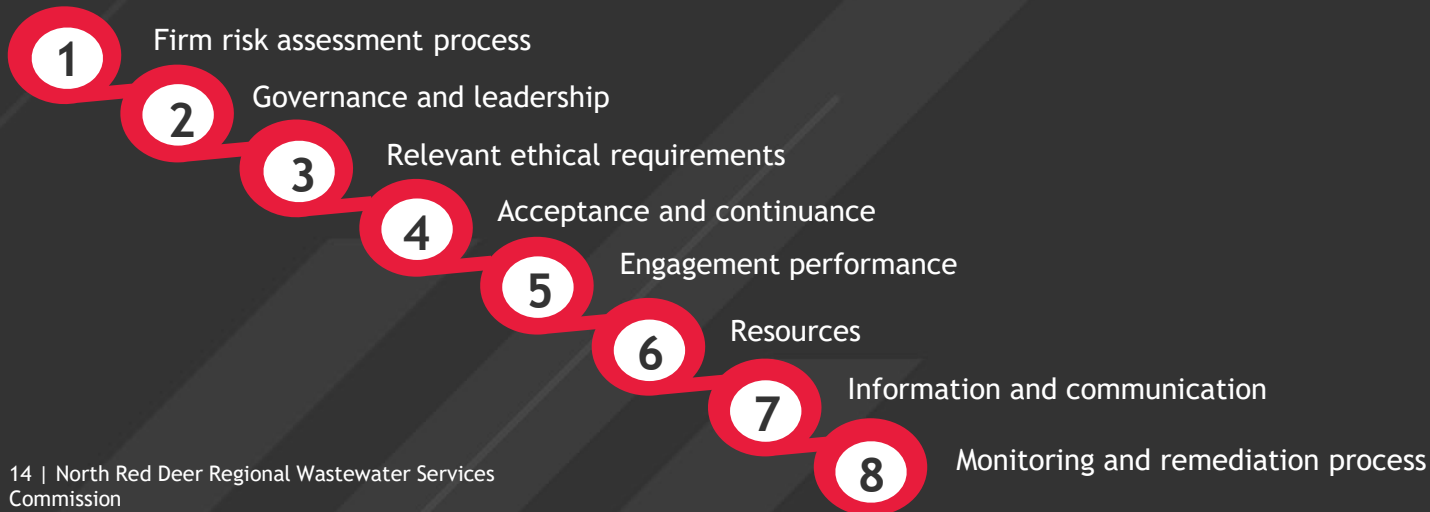 1 Firm risk assessment process
2 Governance and leadership
3 Relevant ethical requirements
4 Acceptance and continuance
5 Engagement performance
6 Resources
7 Information and communication
8 Monitoring and remediation process
14 | North Red Deer Regional Wastewater Services
Commission